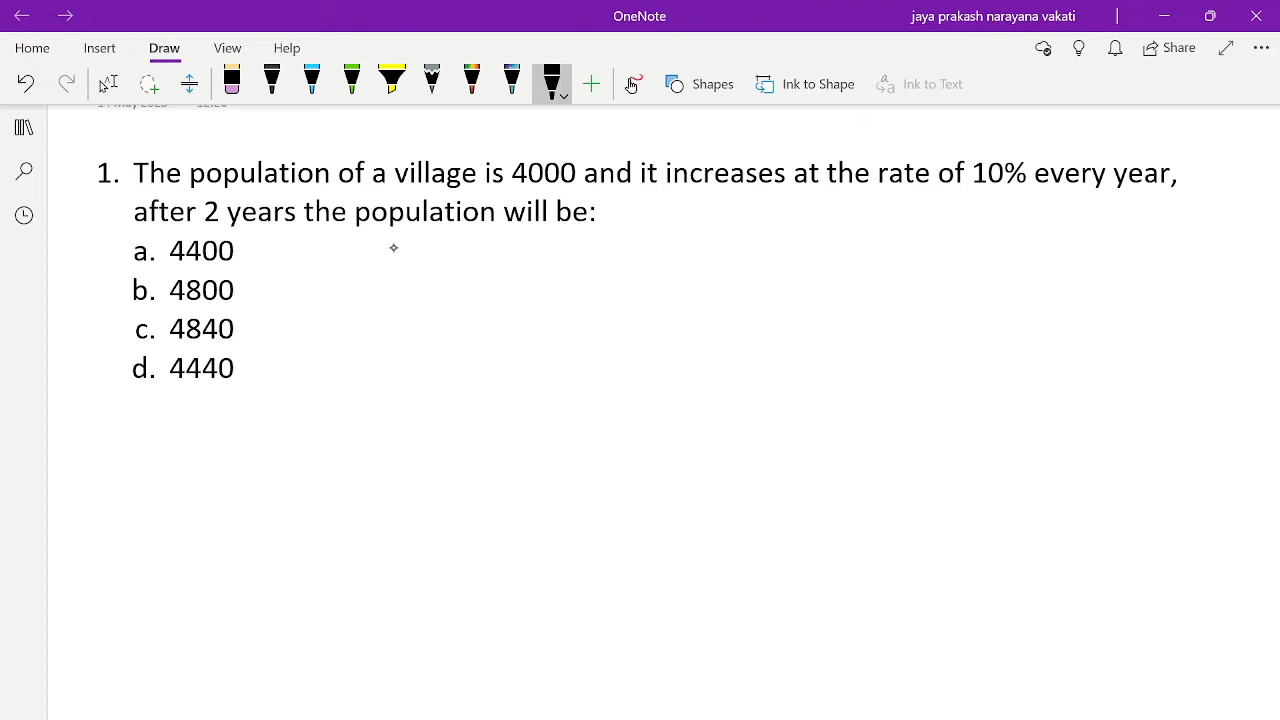 OneNote
jaya prakash narayana vakati
Home Insert Draw View Help
Share
Shapes Ink to Shape Ink to Text
1. The population of a village is 4000 and it increases at the rate of 10% every year,
after 2 years the population will be:
a. 4400
b. 4800
c. 4840
d. 4440